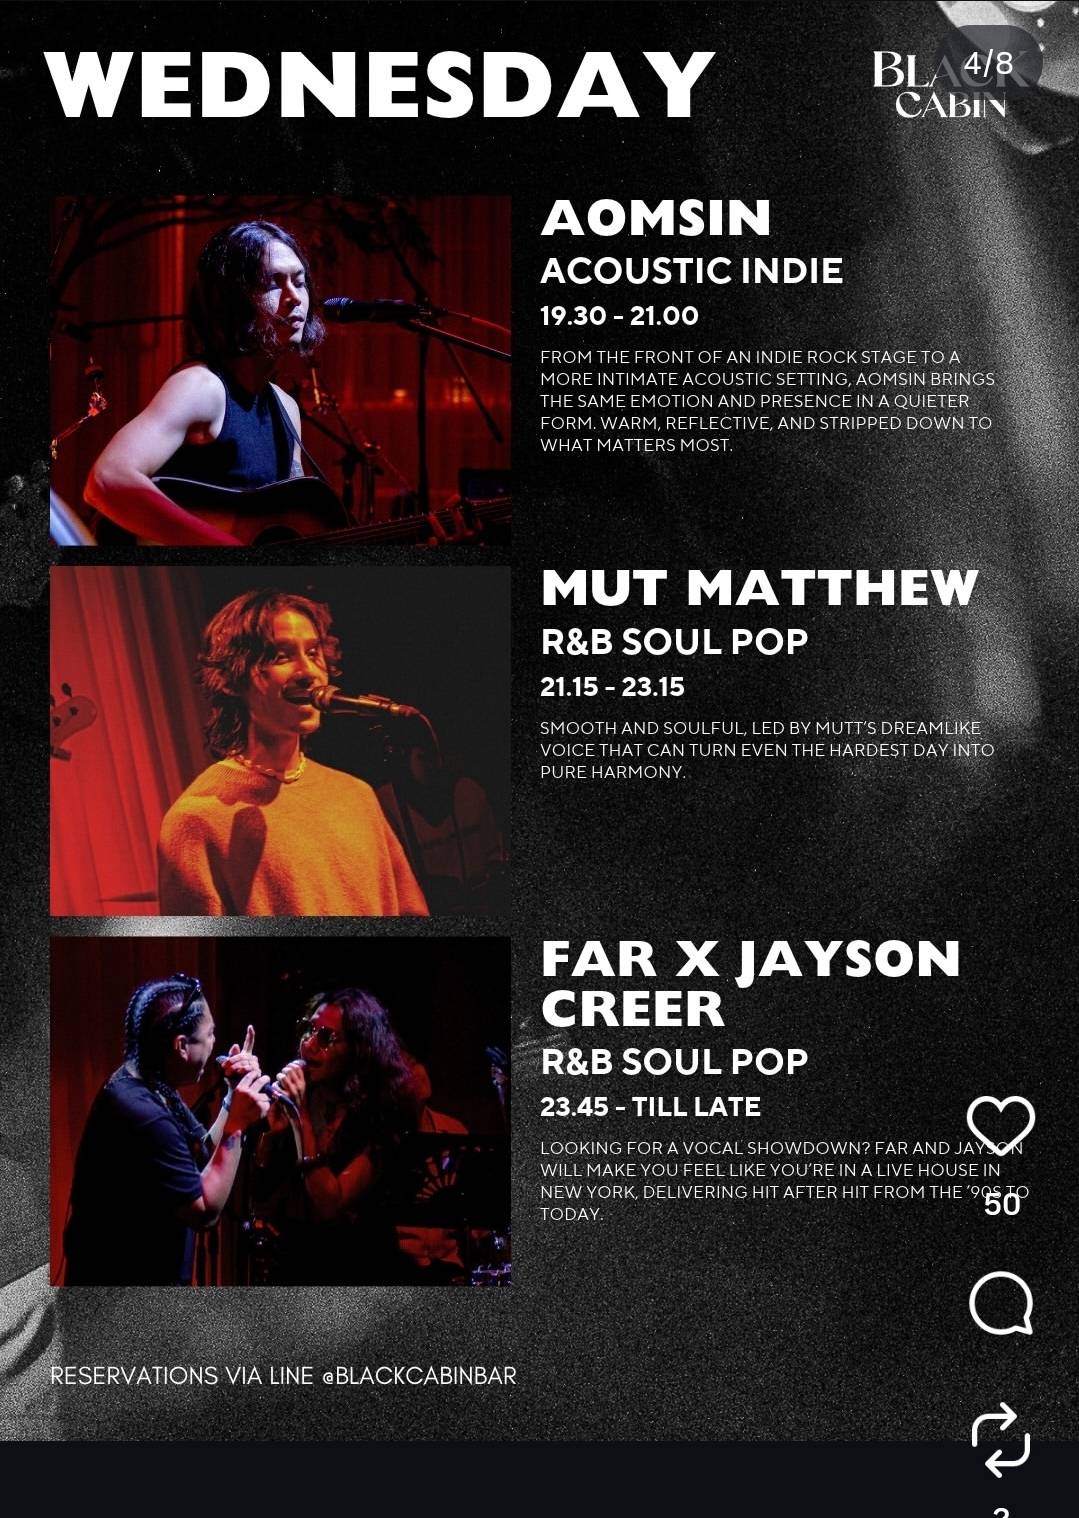 WEDNESDAY
BLACK
CABIN
4/8
AOMSIN
ACOUSTIC INDIE
19.30 - 21.00
FROM THE FRONT OF AN INDIE ROCK STAGE TO A
MORE INTIMATE ACOUSTIC SETTING, AOMSIN BRINGS
THE SAME EMOTION AND PRESENCE IN A QUIETER
FORM. WARM, REFLECTIVE, AND STRIPPED DOWN TO
WHAT MATTERS MOST.
MUT MATTHEW
R&B SOUL POP
21.15 - 23.15
SMOOTH AND SOULFUL, LED BY MUTT'S DREAMLIKE
VOICE THAT CAN TURN EVEN THE HARDEST DAY INTO
PURE HARMONY.
FAR X JAYSON
CREER
R&B SOUL POP
23.45 - TILL LATE
LOOKING FOR A VOCAL SHOWDOWN? FAR AND JAYSON
WILL MAKE YOU FEEL LIKE YOU'RE IN A LIVE HOUSE IN
NEW YORK, DELIVERING HIT AFTER HIT FROM THE '90S TO
TODAY.
50
RESERVATIONS VIA LINE @BLACKCABINBAR